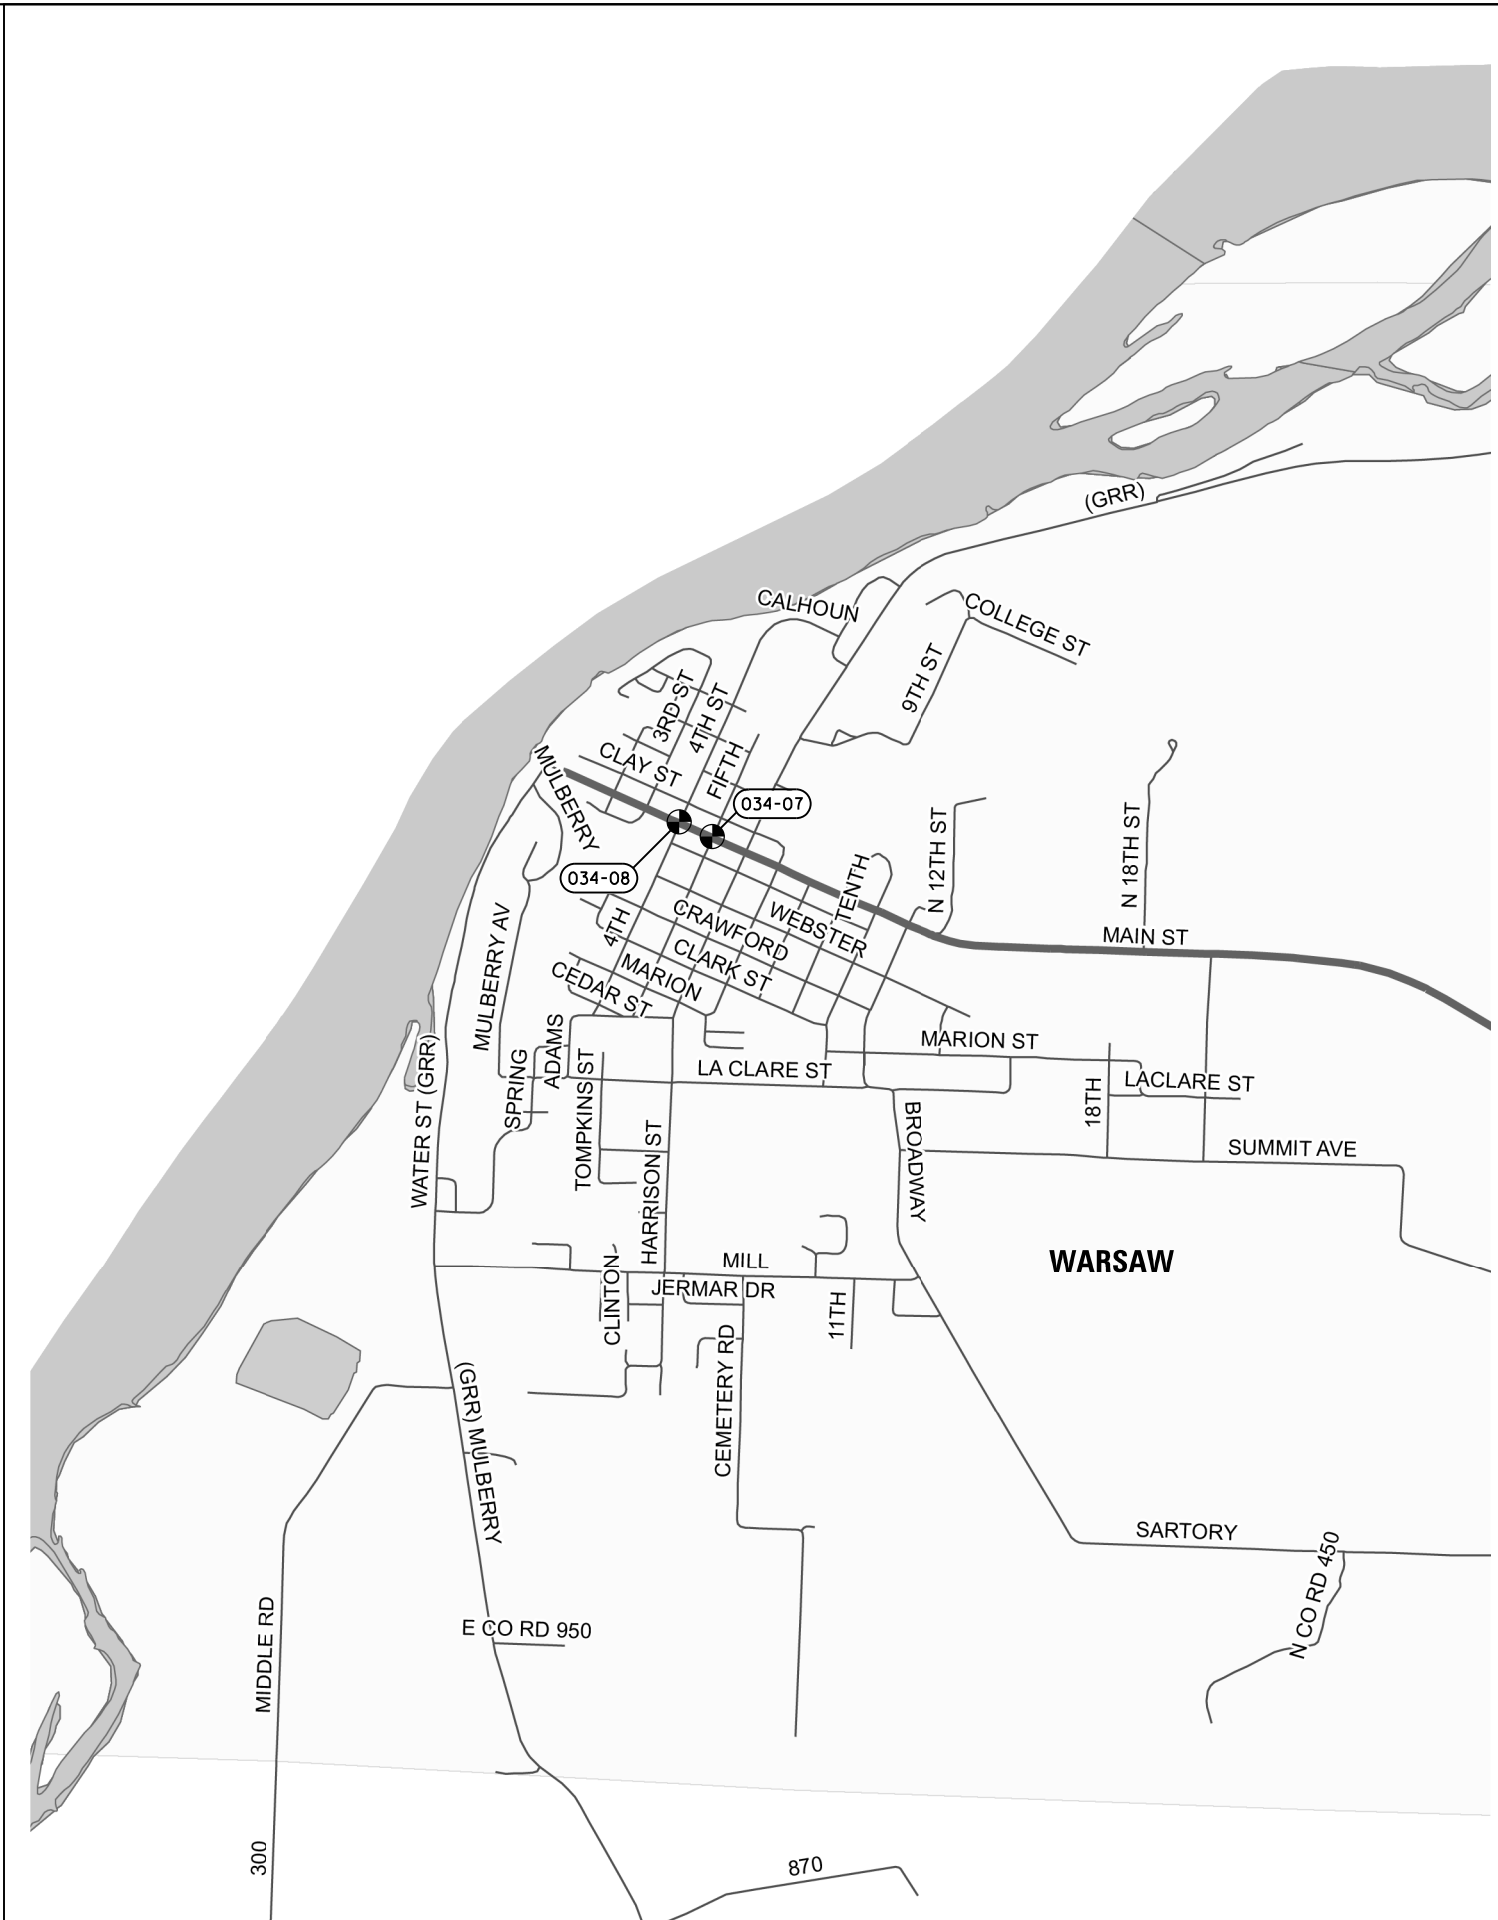 (GRR)
CALHOUN
COLLEGE ST
9TH ST
3RD ST
4TH ST
CLAY ST
FIFTH
MULBERRY
034-07
034-08
N 12TH ST
N 18TH ST
TENTH
MAIN ST
WEBSTER
CRAWFORD
4TH
CLARK ST
MARION
CEDAR ST
MULBERRY AV
ADAMS
MARION ST
LA CLARE ST
LACLARE ST
WATER ST (GRR)
SPRING
TOMPKINS ST
18TH
BROADWAY
SUMMIT AVE
HARRISON ST
WARSAW
MILL
JERMAR DR
CLINTON
11TH
CEMETERY RD
(GRR) MULBERRY
SARTORY
N CO RD 450
E CO RD 950
MIDDLE RD
300
870